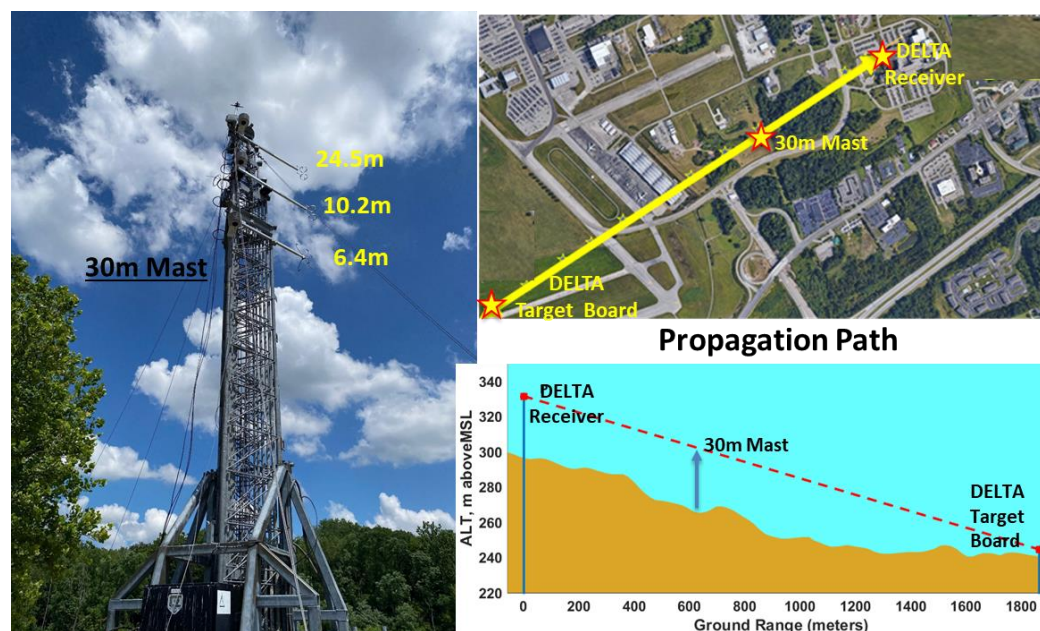 24.5m
10.2m
6.4m
30m Mast
DELTA
Receiver
30m Mast
DELTA
Target Board
Propagation Path
ALT, m aboveMSL
340
320
300
280
260
240
220
DELTA
Receiver
30m Mast
DELTA
Target
Board
0
200
400
600
800
1000
1200
1400
1600
1800
Ground Range (meters)